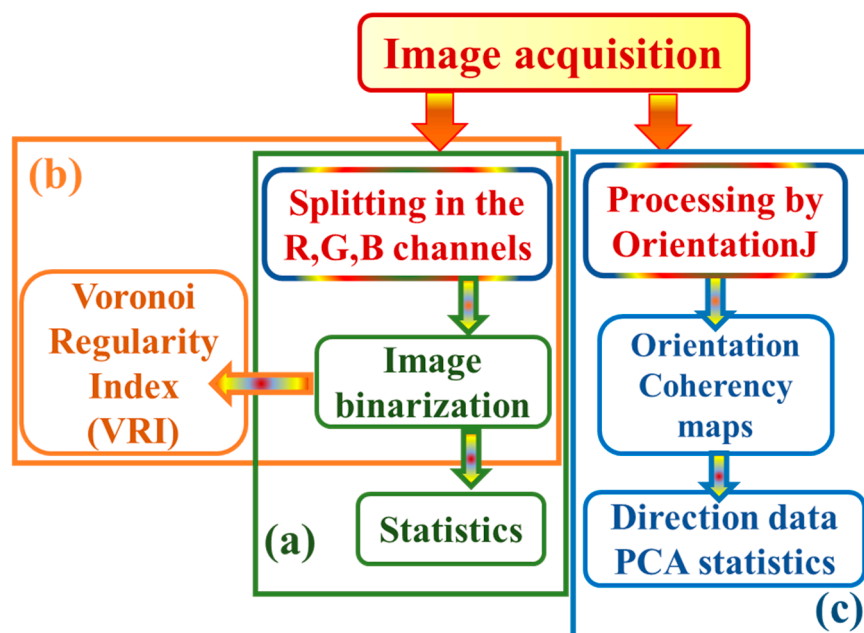 Image acquisition
(b)
Splitting in the
R,G,B channels
Processing by
OrientationJ
Voronoi
Regularity
Index
(VRI)
Image
binarization
Orientation
Coherency
maps
(a)
Statistics
Direction data
PCA statistics
(c)